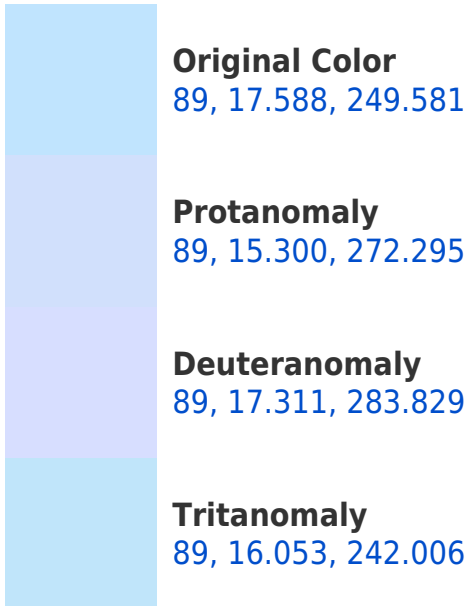 Original Color
89, 17.588, 249.581
Protanomaly
89, 15.300, 272.295
Deuteranomaly
89, 17.311, 283.829
Tritanomaly
89, 16.053, 242.006